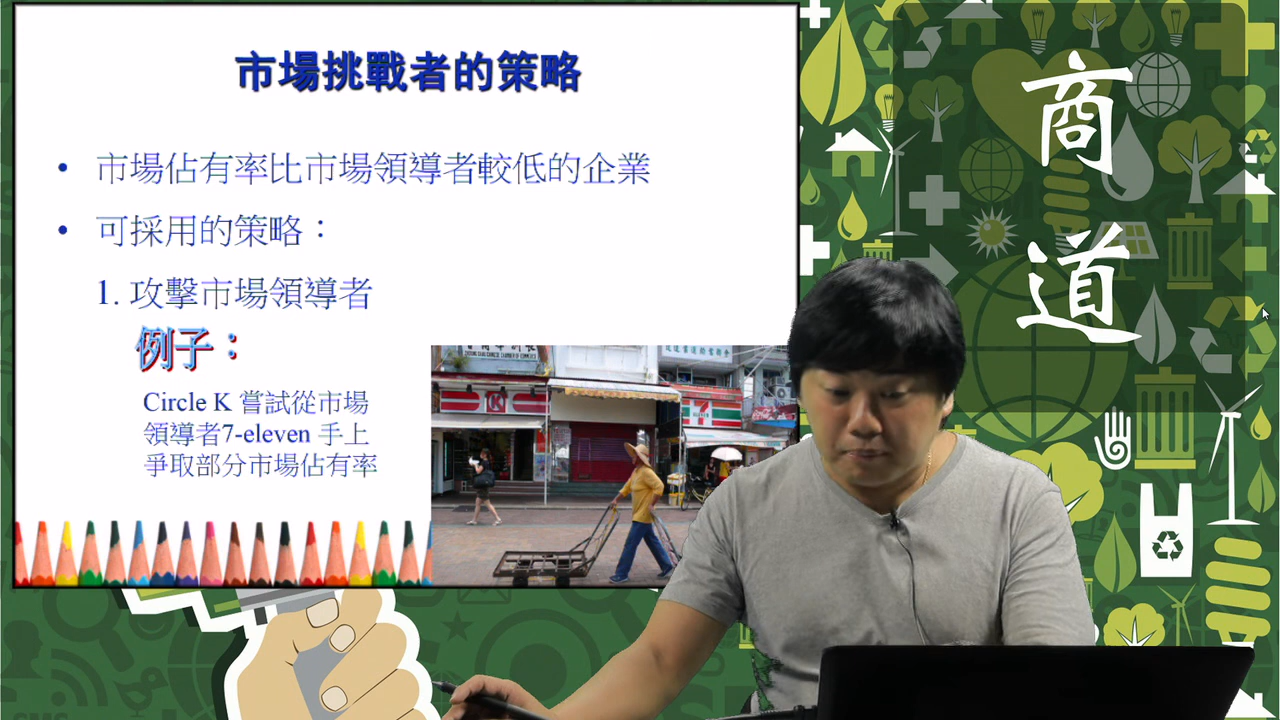 市場挑戰者的策略
• 市場佔有率比市場領導者較低的企業
• 可採用的策略：
1. 攻擊市場領導者
例子：
Circle K 嘗試從市場
領導者7-eleven 手上
爭取部分市場佔有率
商
道